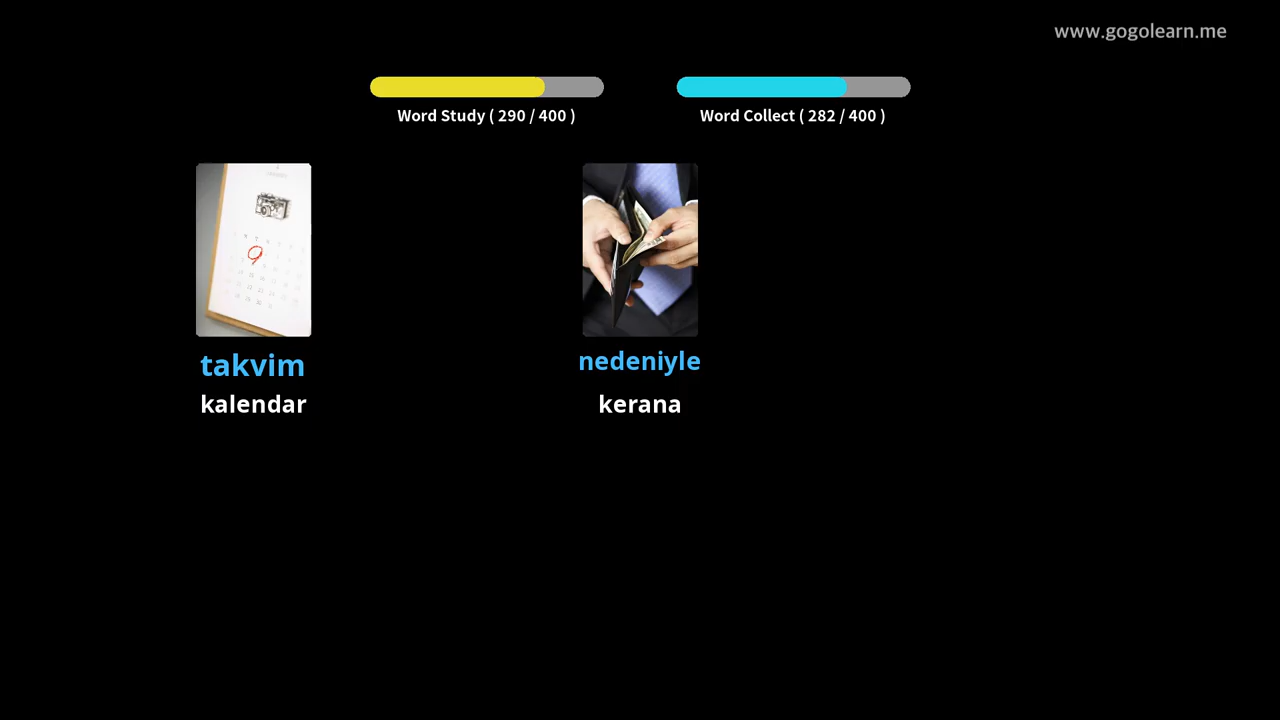 www.gogolearn.me
Word Study ( 290 / 400 )
Word Collect ( 282 / 400 )
takvim
nedeniyle
kalendar
kerana